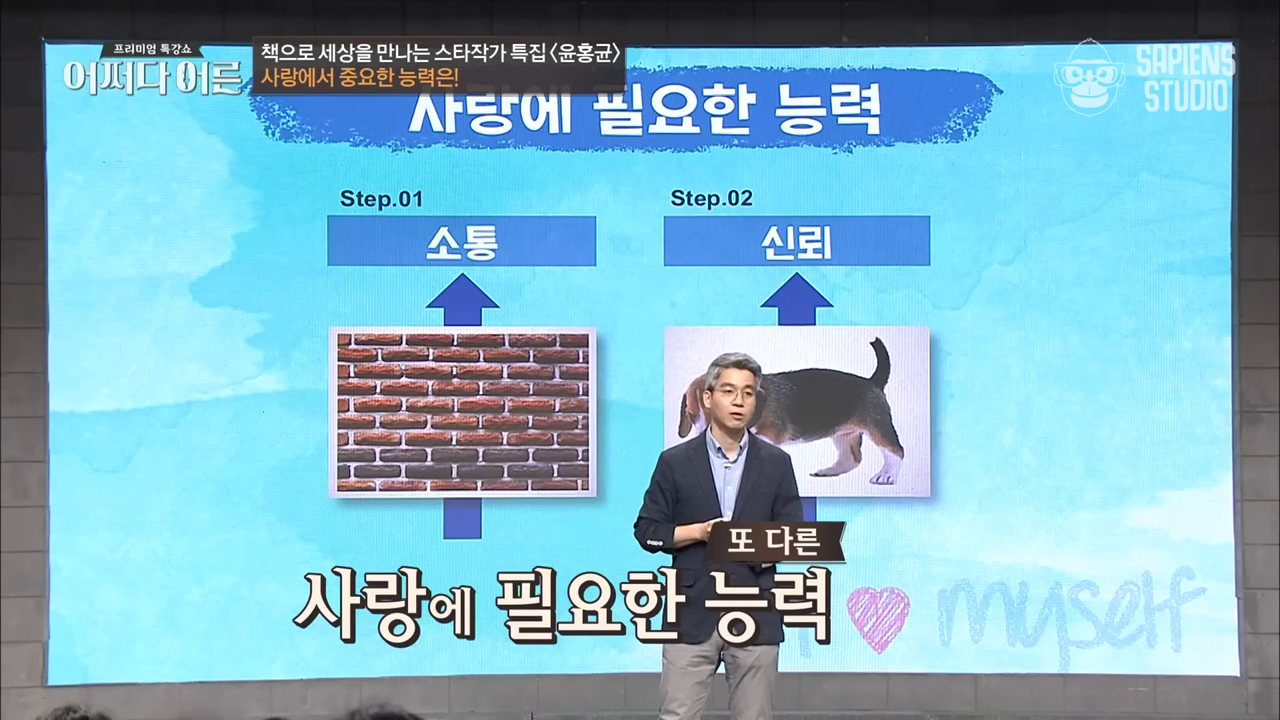 프리미엄 특강쇼
어쩌다 어른
책으로 세상을 만나는 스타작가 특집 〈윤홍균〉
사랑에서 중요한 능력은!
SAPIENS
STUDIO
사랑에 필요한 능력
Step.01
소통
Step.02
신뢰
또 다른
사랑에 필요한 능력
myself